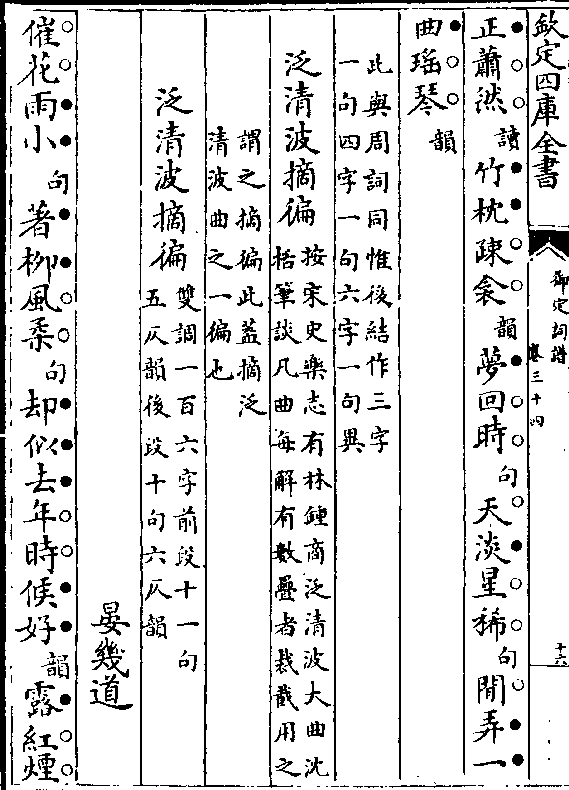 欽定四庫全書
御定詞譜
卷三十四
十六
正蕭然讀竹枕疎衾韻夢回時句天淡星稀句閒弄一
曲瑤琴韻
此與周詞同惟後結作三字
一句四字一句六字一句異
泛清波摘徧按宋史樂志有林鍾商泛清波大曲沈
括筆談凡曲每解有數疊者裁截用之
謂之摘徧此蓋摘泛
清波曲之一徧也
泛清波摘徧雙調一百六字前段十一句
五仄韻後段十句六仄韻
晏幾道
催花雨小句著柳風柔句却似去年時候好韻露紅煙